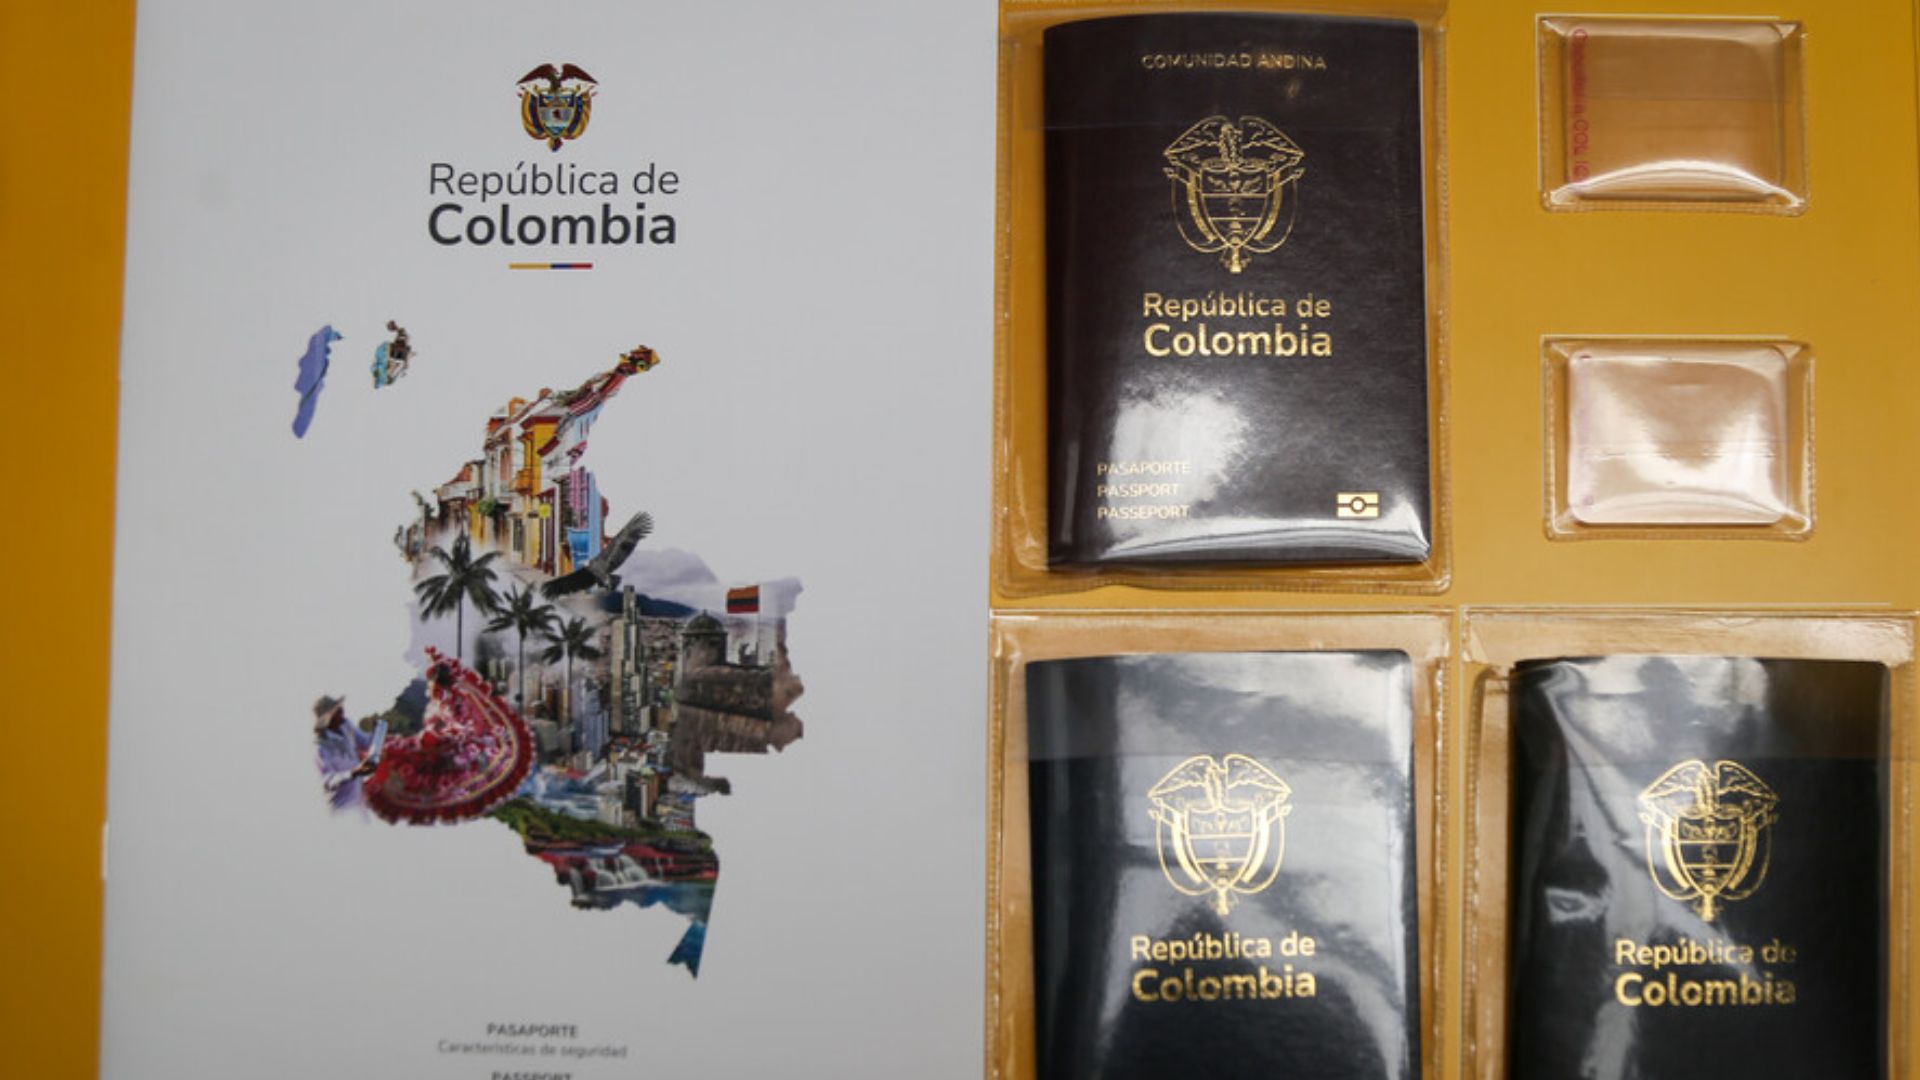 República de
Colombia
PASAPORTE
Características de seguridad
PASSPORT
COMUNIDAD ANDINA
República de
Colombia
PASAPORTE
PASSPORT
PASSEPORT
República de
Colombia
República de
Colombia